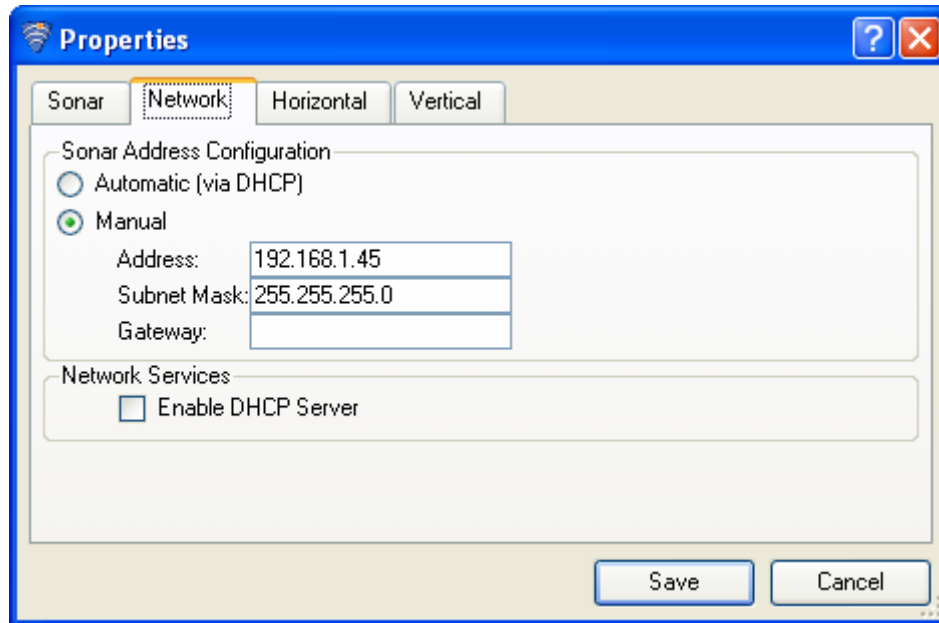 Properties
Sonar Network Horizontal Vertical
Sonar Address Configuration
Automatic (via DHCP)
Manual
Address: 192.168.1.45
Subnet Mask: 255.255.255.0
Gateway:
Network Services
Enable DHCP Server
Save Cancel